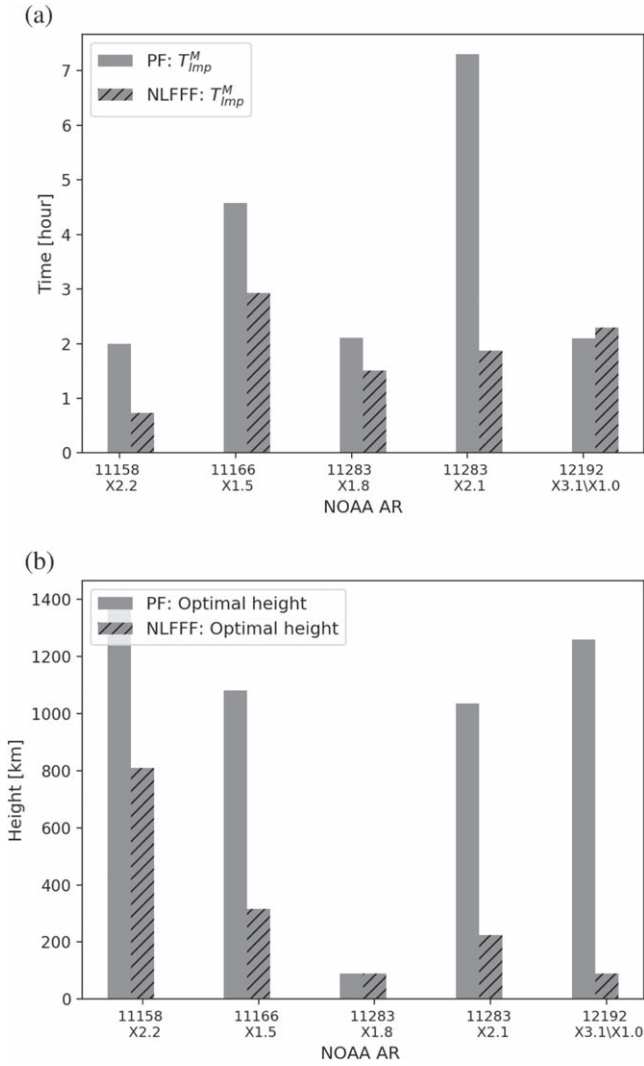 (a)
PF: T^M_Imp
NLFFF: T^M_Imp
Time [hour]
7
6
5
4
3
2
1
0
11158 11166 11283 11283 12192
X2.2 X1.5 X1.8 X2.1 X3.1\X1.0
NOAA AR
(b)
PF: Optimal height
NLFFF: Optimal height
Height [km]
1400
1200
1000
800
600
400
200
0
11158 11166 11283 11283 12192
X2.2 X1.5 X1.8 X2.1 X3.1\X1.0
NOAA AR